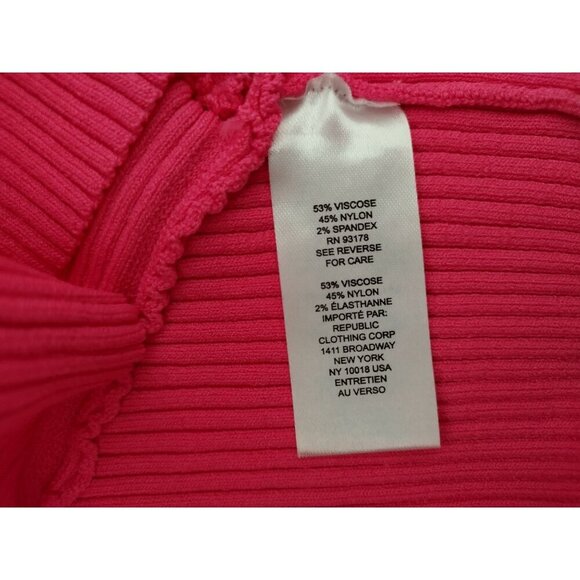 53% VISCOSE
45% NYLON
2% SPANDEX
RN 93178
SEE REVERSE
FOR CARE
53% VISCOSE
45% NYLON
2% ÉLASTHANNE
IMPORTÉ PAR:
REPUBLIC
CLOTHING CORP
1411 BROADWAY
NEW YORK
NY 10018 USA
ENTRETIEN
AU VERSO